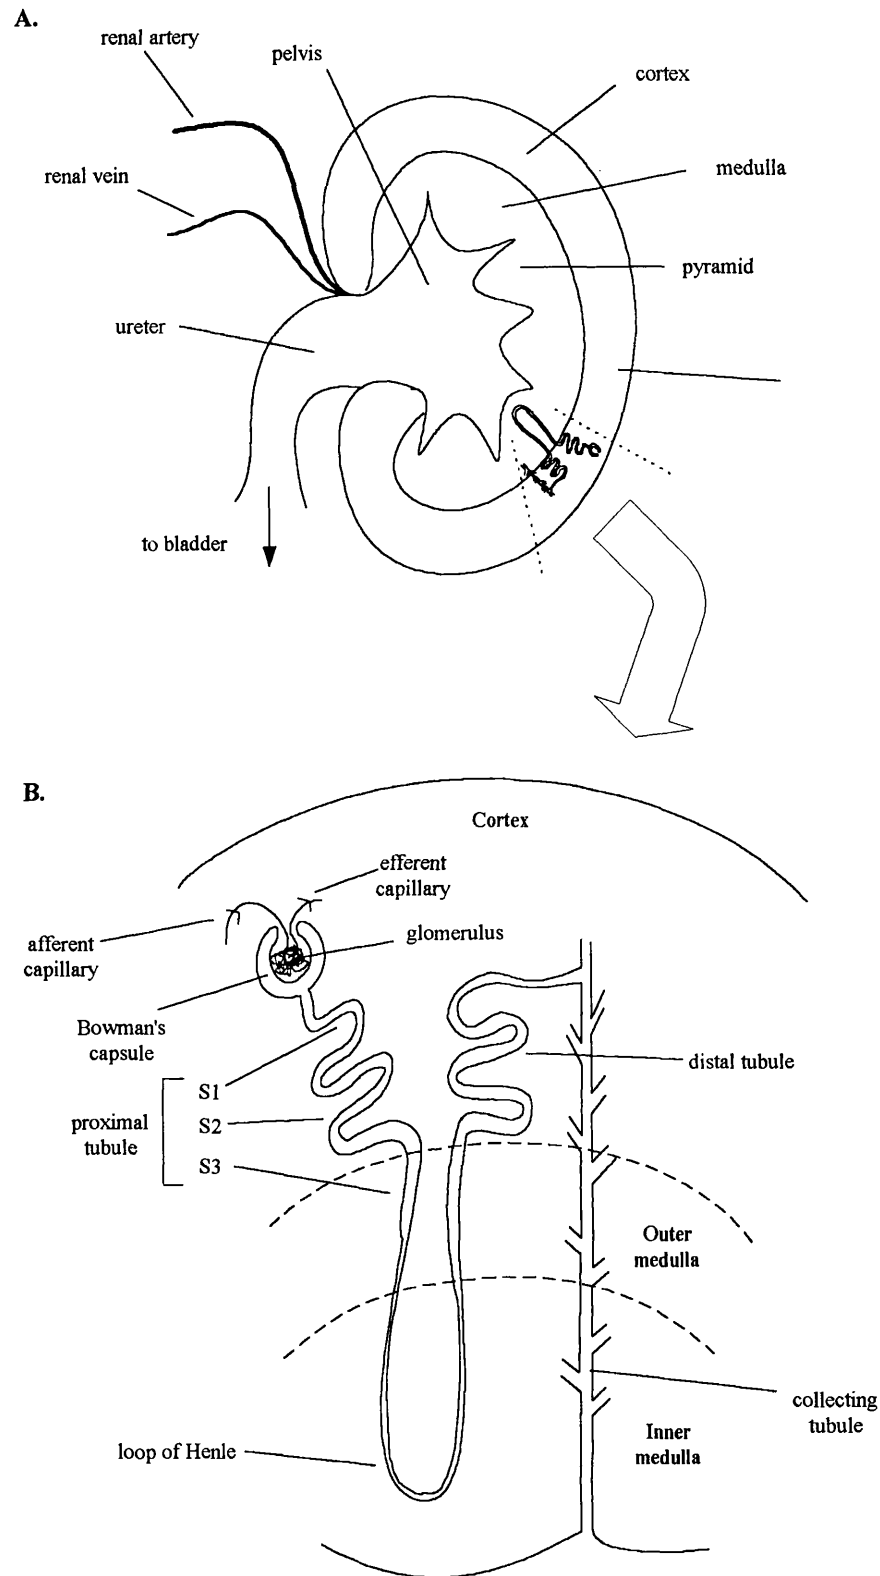 A.
renal artery
pelvis
cortex
renal vein
medulla
pyramid
ureter
to bladder
B.
Cortex
efferent
capillary
afferent
capillary
glomerulus
Bowman's
capsule
distal tubule
S1
proximal
tubule
S2
S3
Outer
medulla
collecting
tubule
loop of Henle
Inner
medulla